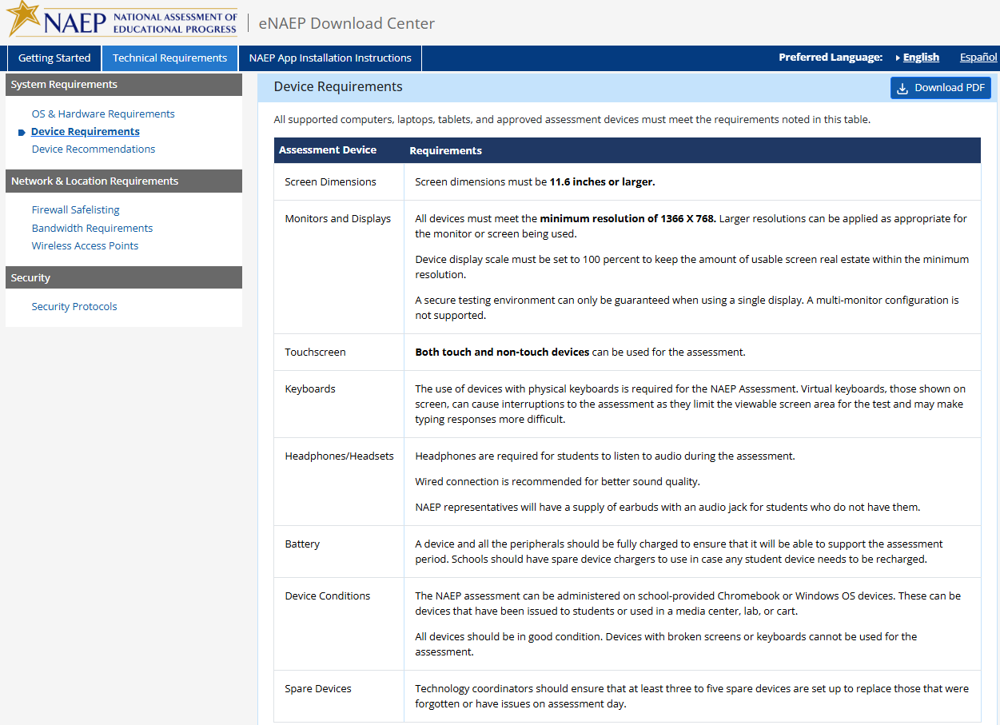 NAEP NATIONAL ASSESSMENT OF
EDUCATIONAL PROGRESS
eNAEP Download Center
Getting Started
Technical Requirements
NAEP App Installation Instructions
Preferred Language:
English
Español
System Requirements
OS & Hardware Requirements
Device Requirements
Device Recommendations
Network & Location Requirements
Firewall Safelisting
Bandwidth Requirements
Wireless Access Points
Security
Security Protocols
Device Requirements
Download PDF
All supported computers, laptops, tablets, and approved assessment devices must meet the requirements noted in this table.
Assessment Device
Requirements
Screen Dimensions
Screen dimensions must be 11.6 inches or larger.
Monitors and Displays
All devices must meet the minimum resolution of 1366 X 768. Larger resolutions can be applied as appropriate for
the monitor or screen being used.
Device display scale must be set to 100 percent to keep the amount of usable screen real estate within the minimum
resolution.
A secure testing environment can only be guaranteed when using a single display. A multi-monitor configuration is
not supported.
Touchscreen
Both touch and non-touch devices can be used for the assessment.
Keyboards
The use of devices with physical keyboards is required for the NAEP Assessment. Virtual keyboards, those shown on
screen, can cause interruptions to the assessment as they limit the viewable screen area for the test and may make
typing responses more difficult.
Headphones/Headsets
Headphones are required for students to listen to audio during the assessment.
Wired connection is recommended for better sound quality.
NAEP representatives will have a supply of earbuds with an audio jack for students who do not have them.
Battery
A device and all the peripherals should be fully charged to ensure that it will be able to support the assessment
period. Schools should have spare device chargers to use in case any student device needs to be recharged.
Device Conditions
The NAEP assessment can be administered on school-provided Chromebook or Windows OS devices. These can be
devices that have been issued to students or used in a media center, lab, or cart.
All devices should be in good condition. Devices with broken screens or keyboards cannot be used for the
assessment.
Spare Devices
Technology coordinators should ensure that at least three to five spare devices are set up to replace those that were
forgotten or have issues on assessment day.